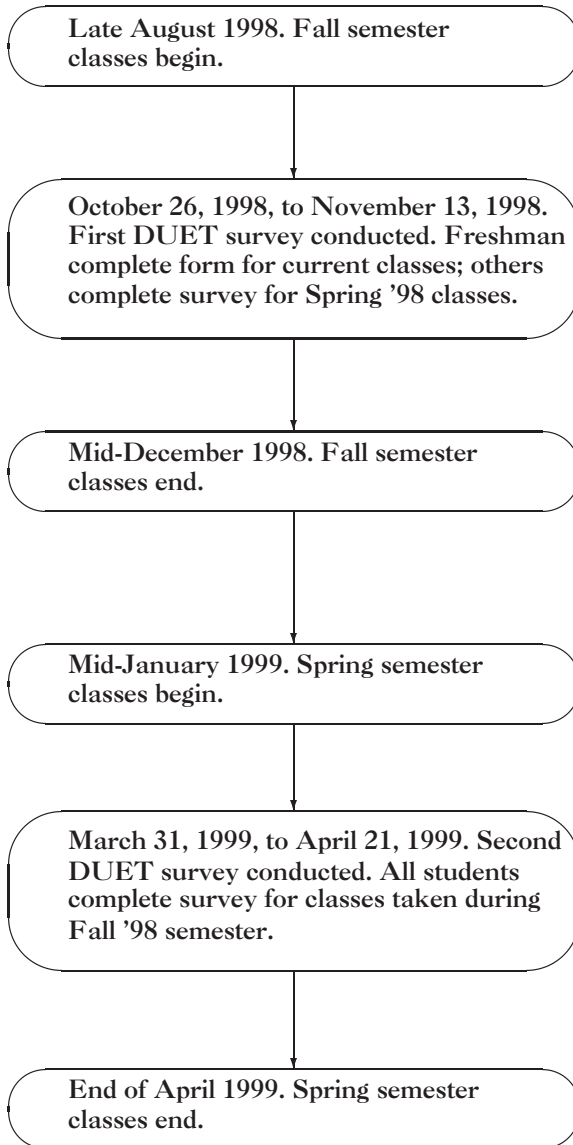 Late August 1998. Fall semester
classes begin.
October 26, 1998, to November 13, 1998.
First DUET survey conducted. Freshman
complete form for current classes; others
complete survey for Spring ’98 classes.
Mid-December 1998. Fall semester
classes end.
Mid-January 1999. Spring semester
classes begin.
March 31, 1999, to April 21, 1999. Second
DUET survey conducted. All students
complete survey for classes taken during
Fall ’98 semester.
End of April 1999. Spring semester
classes end.